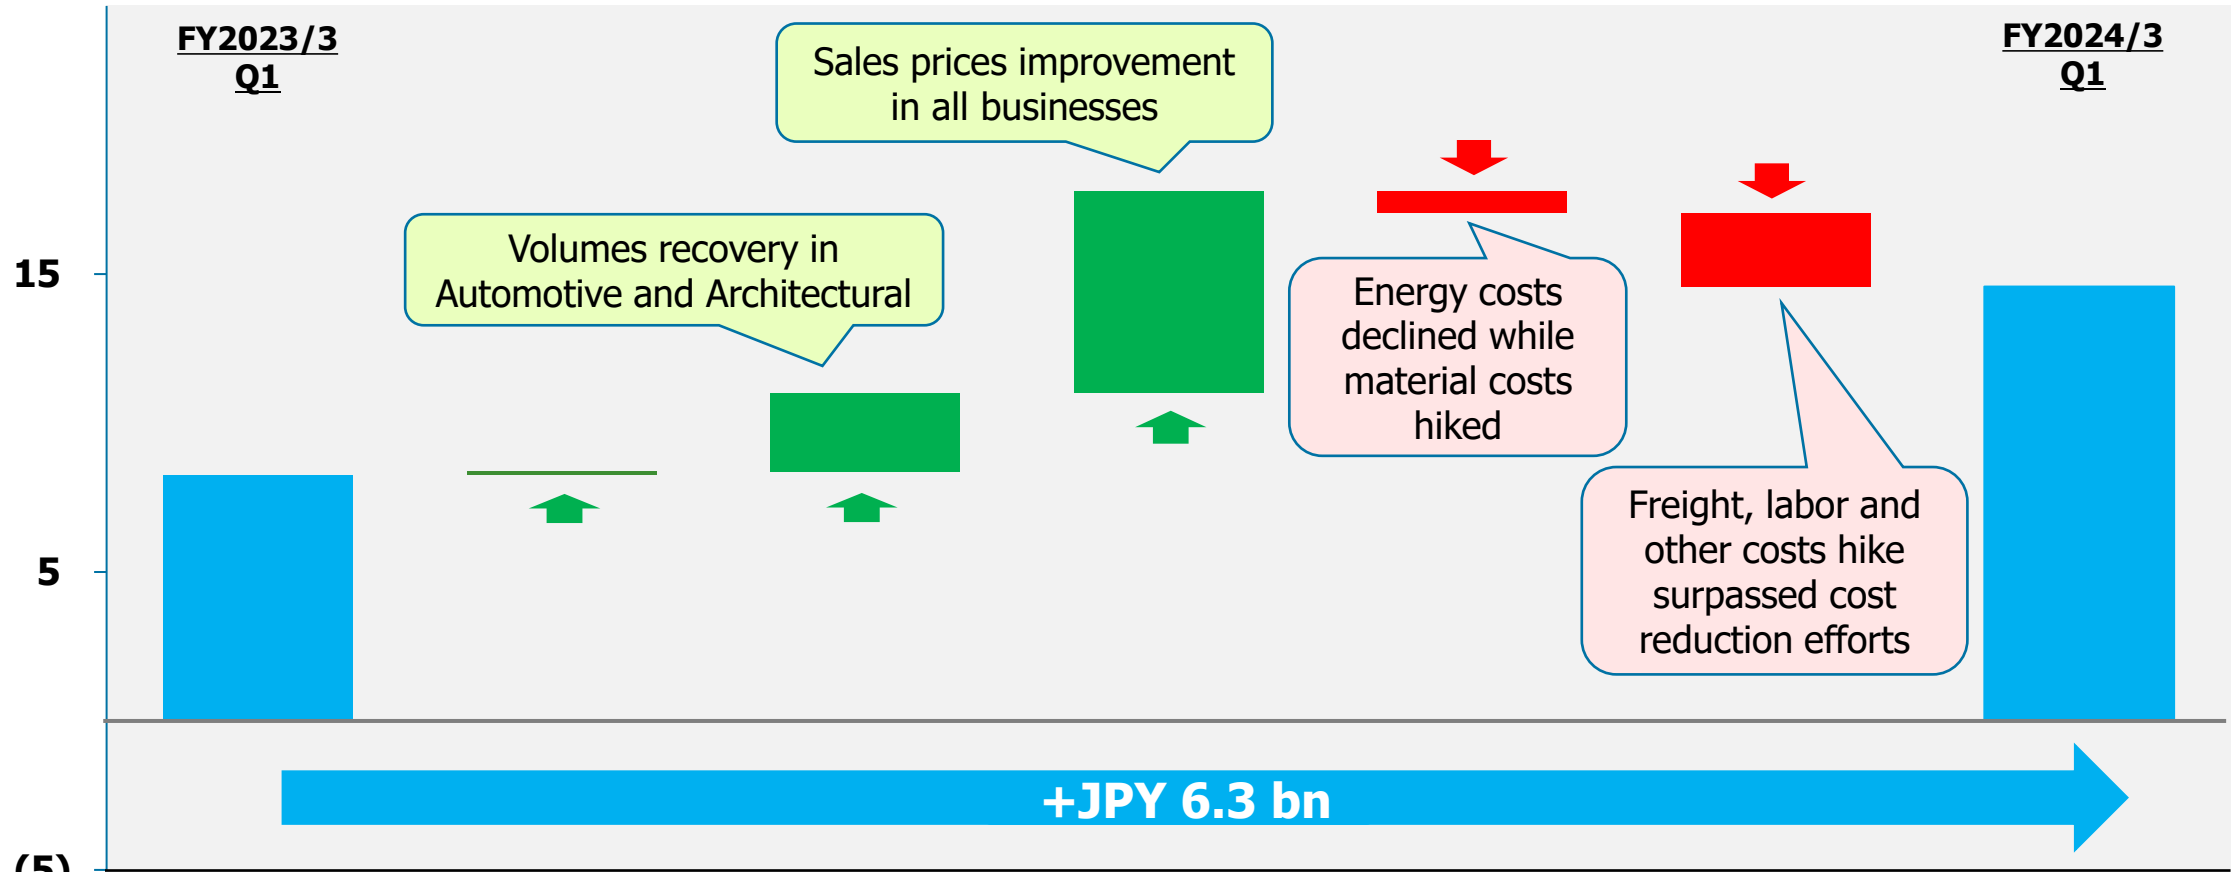 FY2023/3
Q1
FY2024/3
Q1
Sales prices improvement
in all businesses
Volumes recovery in
Automotive and Architectural
15
Energy costs
declined while
material costs
hiked
Freight, labor and
other costs hike
surpassed cost
reduction efforts
5
+JPY 6.3 bn
(5)